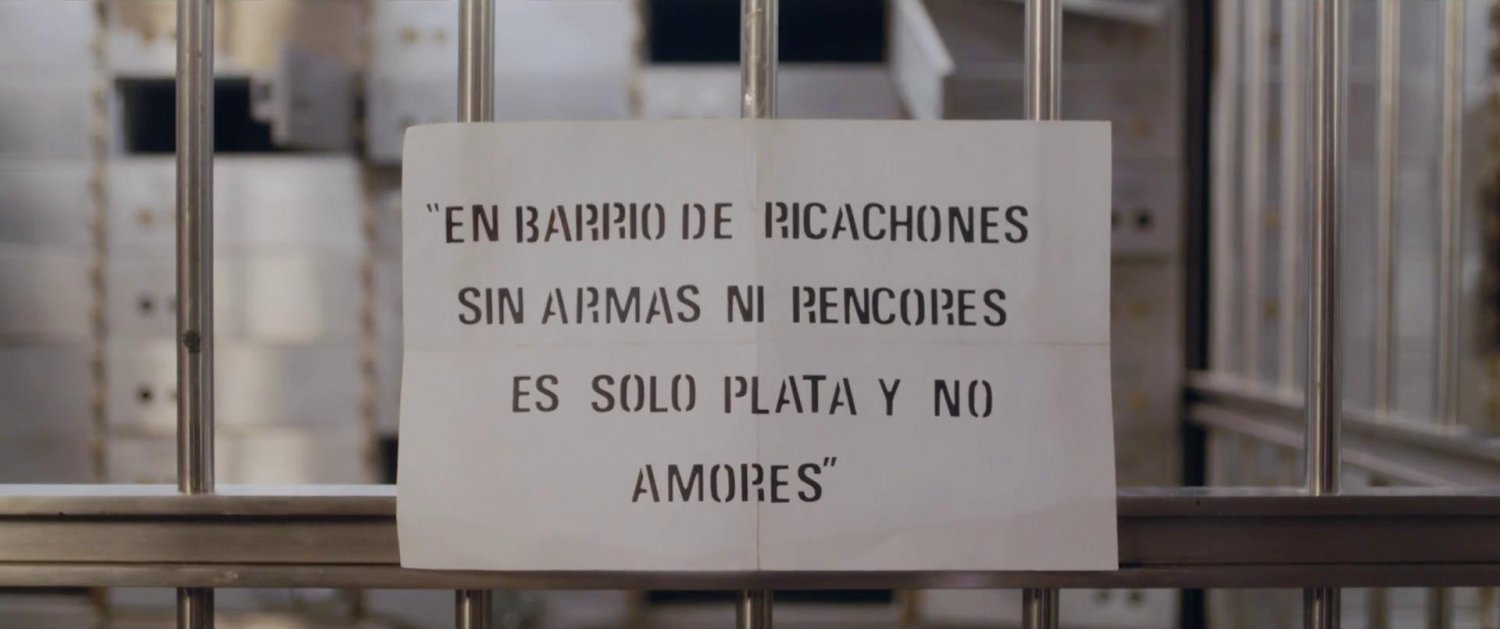 "EN BARRIO DE RICACHONES
SIN ARMAS NI RENCORES
ES SOLO PLATA Y NO
AMORES"